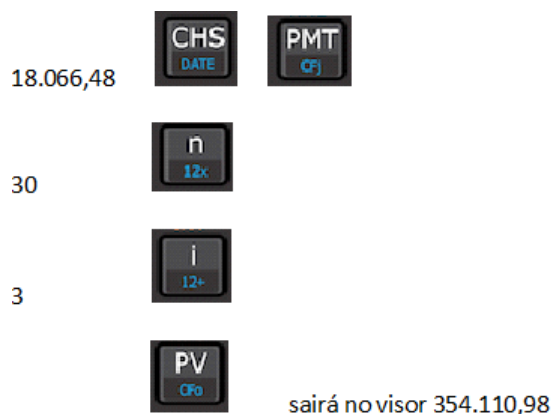 CHS PMT
18.066,48 DATE CFj
n
30 12x
i
3 12÷
PV
CFo sairá no visor 354.110,98